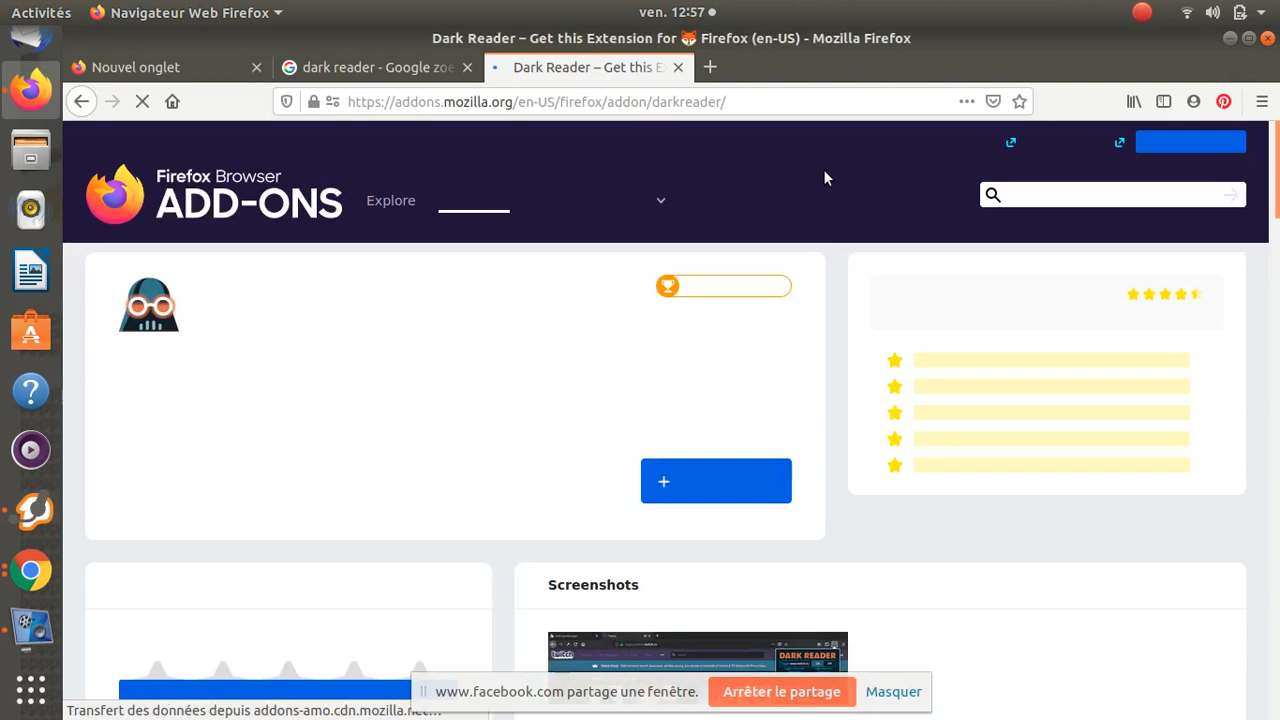 Activités
Navigateur Web Firefox
ven. 12:57
Dark Reader – Get this Extension for 🦊 Firefox (en-US) - Mozilla Firefox
Nouvel onglet
dark reader - Google zoe
Dark Reader – Get this E
https://addons.mozilla.org/en-US/firefox/addon/darkreader/
Firefox Browser
ADD-ONS
Explore
Screenshots
twitch
DARK READER
www.facebook.com partage une fenêtre.
Arrêter le partage
Masquer
Transfert des données depuis addons-amo.cdn.mozilla.net…